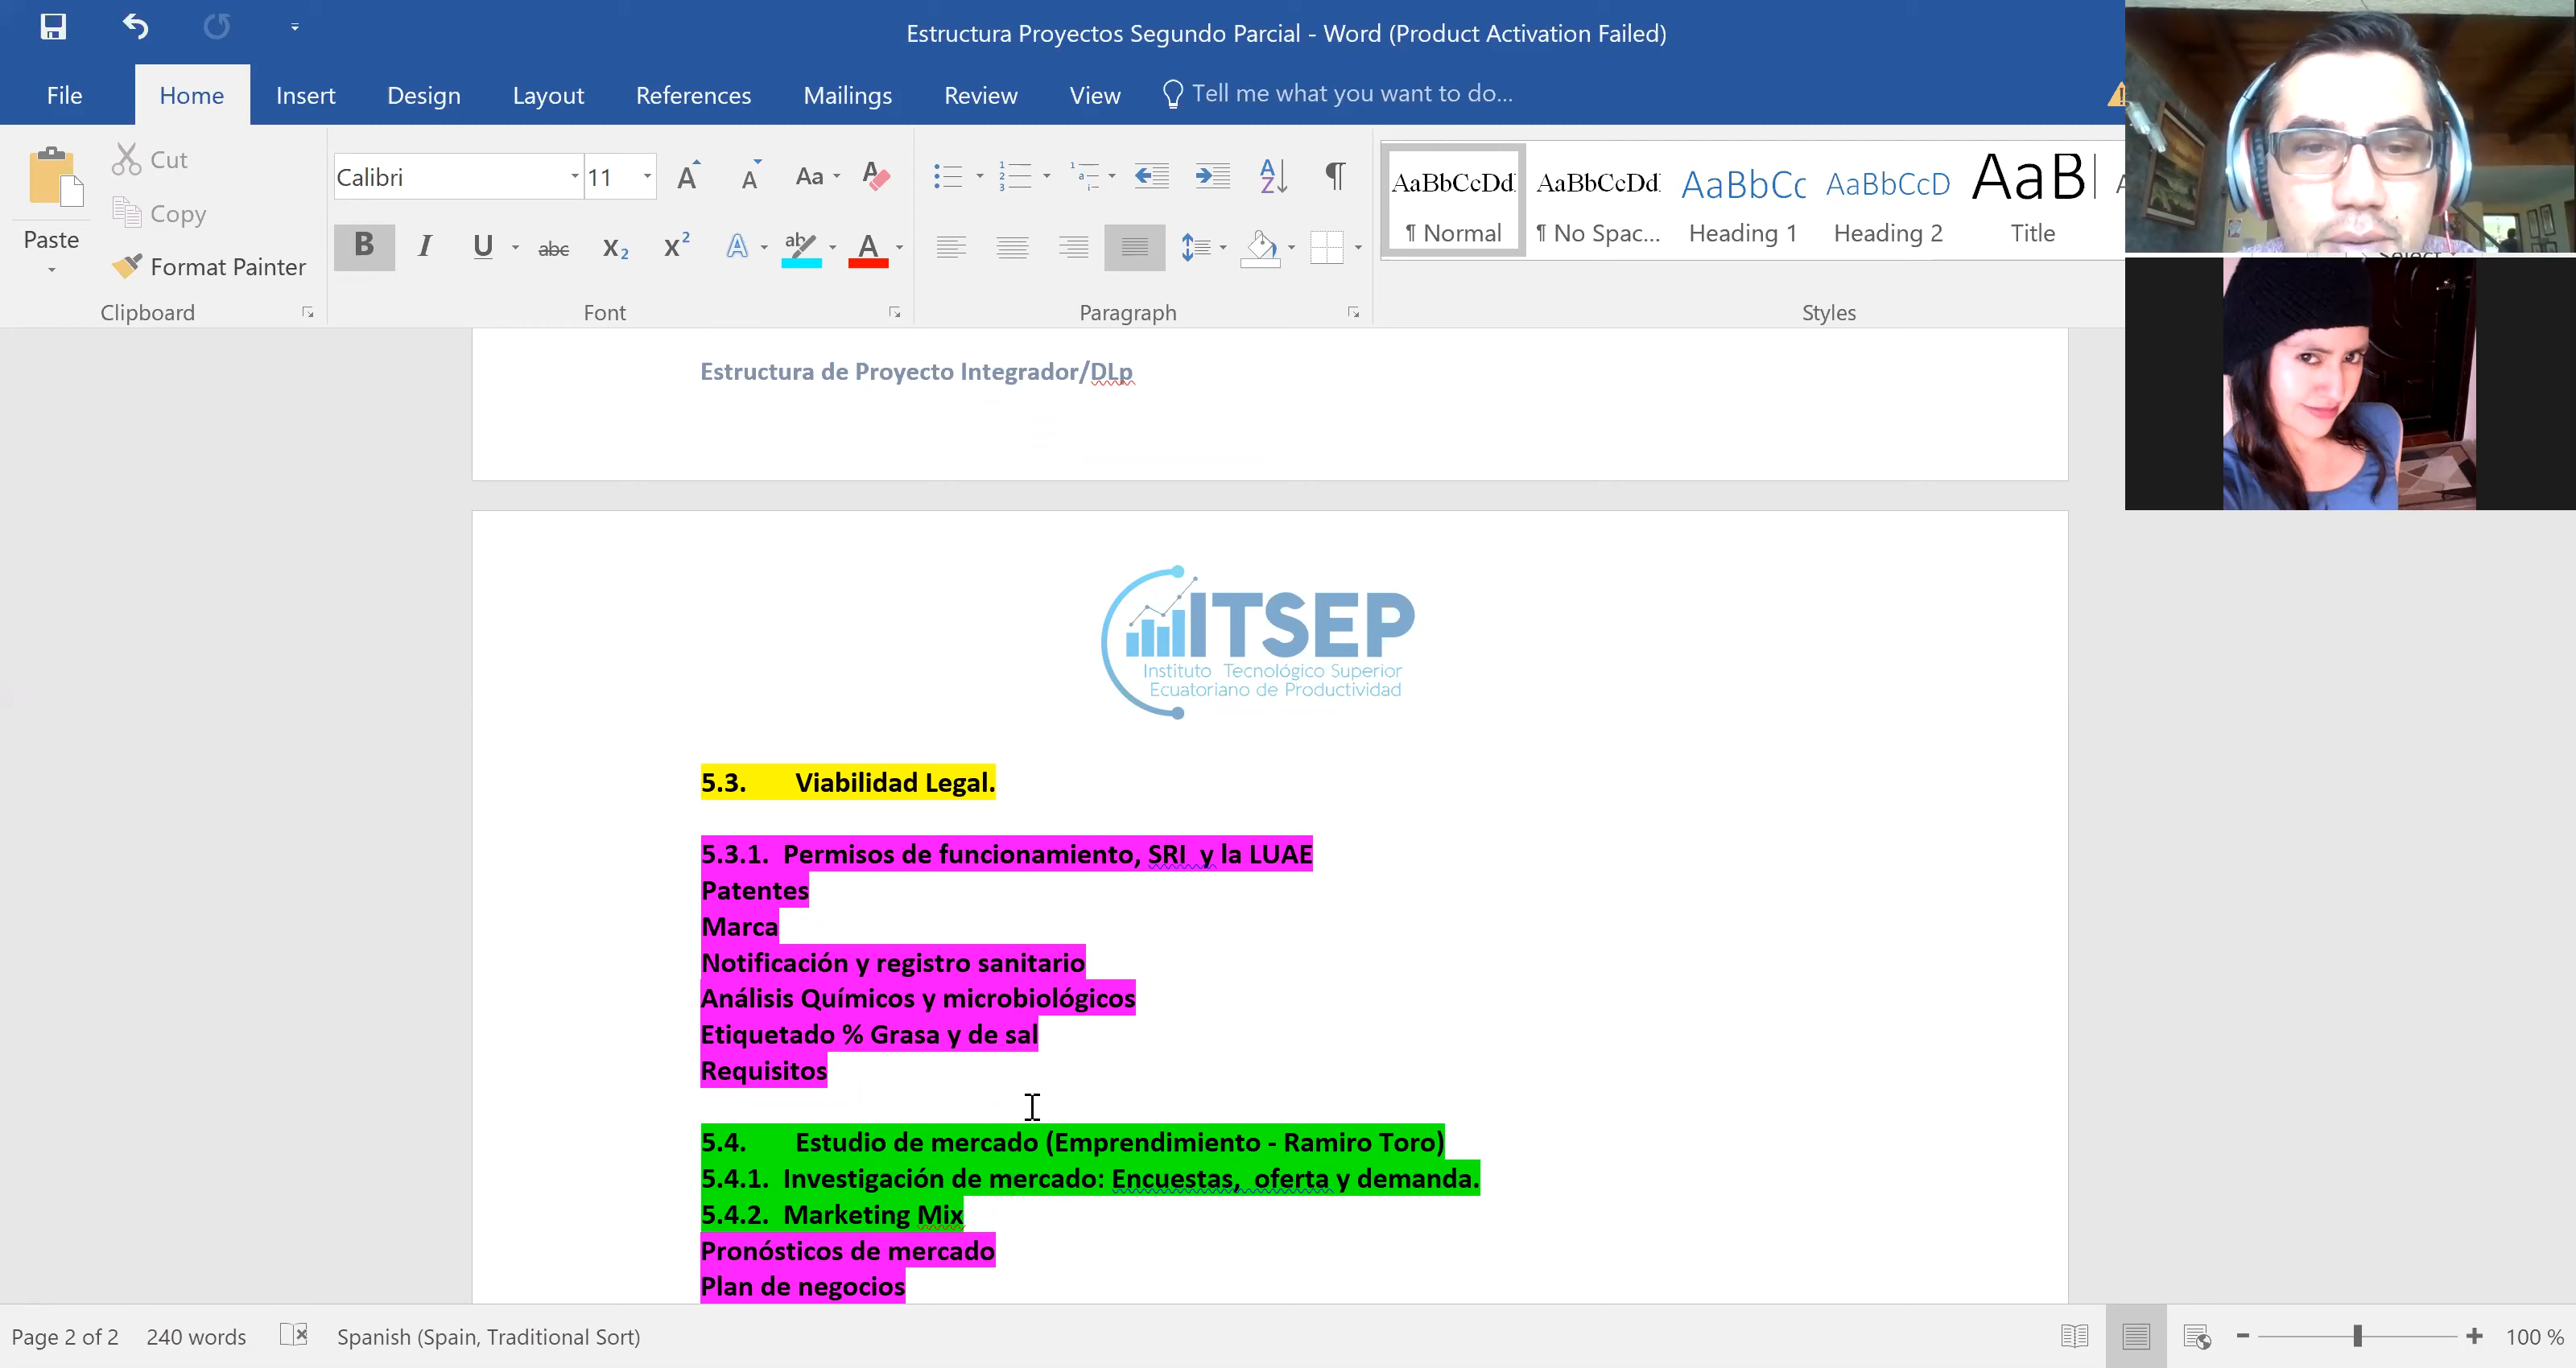 Estructura Proyectos Segundo Parcial - Word (Product Activation Failed)
File Home Insert Design Layout References Mailings Review View Tell me what you want to do...
Cut
Copy
Paste
Format Painter
Clipboard
Calibri 11
Font
Paragraph
AaBbCcDd AaBbCcDd AaBbCc AaBbCcD AaB
¶ Normal ¶ No Spac... Heading 1 Heading 2 Title
Styles
Select
Estructura de Proyecto Integrador/DLp
ITSEP
Instituto Tecnológico Superior
Ecuatoriano de Productividad
5.3. Viabilidad Legal.
5.3.1. Permisos de funcionamiento, SRI y la LUAE
Patentes
Marca
Notificación y registro sanitario
Análisis Químicos y microbiológicos
Etiquetado % Grasa y de sal
Requisitos
5.4. Estudio de mercado (Emprendimiento - Ramiro Toro)
5.4.1. Investigación de mercado: Encuestas, oferta y demanda.
5.4.2. Marketing Mix
Pronósticos de mercado
Plan de negocios
Page 2 of 2 240 words Spanish (Spain, Traditional Sort) 100 %